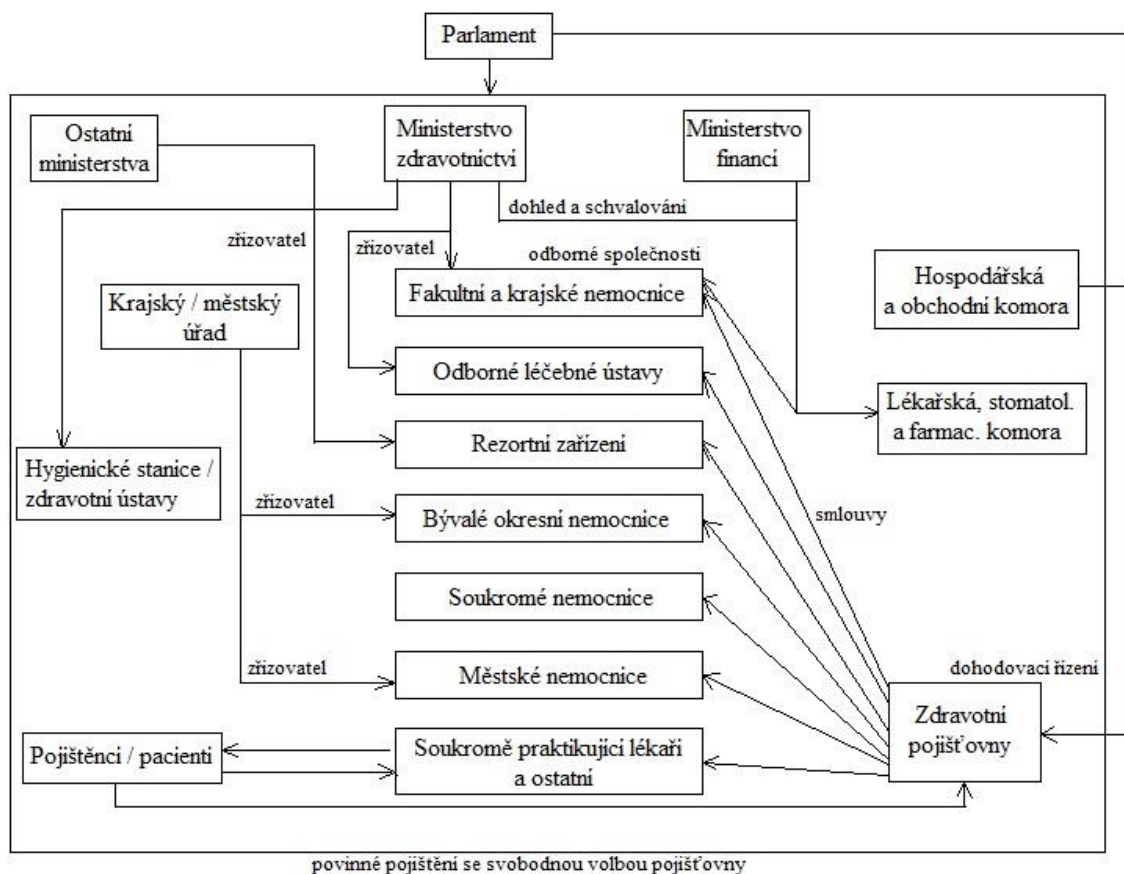 Parlament
Ostatní
ministerstva
Ministerstvo
zdravotnictví
Ministerstvo
financí
dohled a schvalování
zřizovatel
zřizovatel
odborné společnosti
Hospodářská
a obchodní komora
Krajský / městský
úřad
Fakultní a krajské nemocnice
Odborné léčebné ústavy
Lékařská, stomatol.
a farmac. komora
Rezortní zařízení
Hygienické stanice /
zdravotní ústavy
zřizovatel
Bývalé okresní nemocnice
smlouvy
Soukromé nemocnice
zřizovatel
Městské nemocnice
dohodovaci řízení
Zdravotní
pojišťovny
Pojištěnci / pacienti
Soukromě praktikující lékaři
a ostatní
povinné pojištění se svobodnou volbou pojišťovny